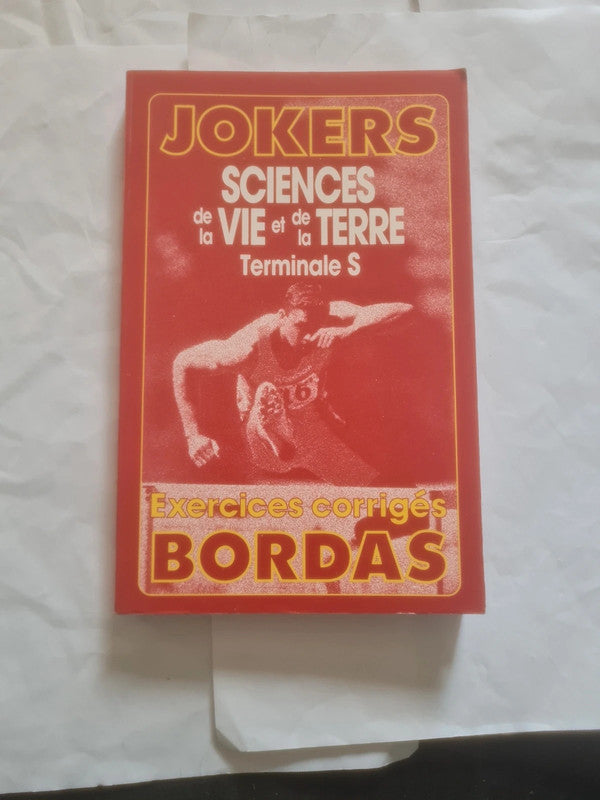 JOKERS
SCIENCES
de la VIE et de la TERRE
Terminale S
16
Exercices corrigés
BORDAS